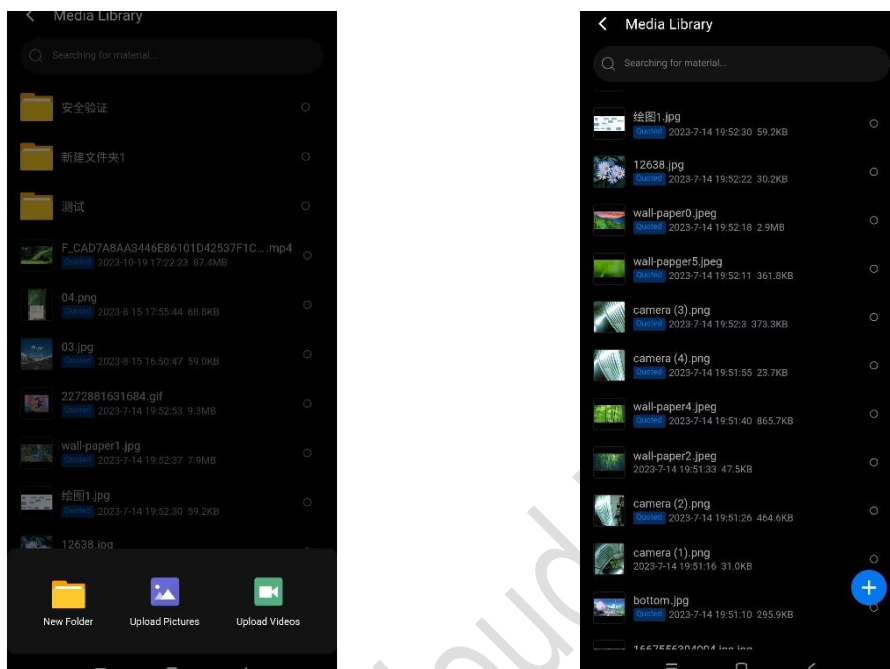 Media Library
Searching for material...
安全验证
新建文件夹1
测试
F_CAD7A8AA3446E86101D42537F1C....mp4
Quoted 2023-10-19 17:22:23 87.4MB
04.png
Quoted 2023-8-15 17:55:44 68.8KB
03.jpg
Quoted 2023-8-15 16:50:47 59.0KB
2272881631684.gif
Quoted 2023-7-14 19:52:53 9.3MB
wall-paper1.jpg
Quoted 2023-7-14 19:52:37 7.9MB
绘图1.jpg
Quoted 2023-7-14 19:52:30 59.2KB
12638.jpg
New Folder
Upload Pictures
Upload Videos
Media Library
Searching for material...
绘图1.jpg
Quoted 2023-7-14 19:52:30 59.2KB
12638.jpg
Quoted 2023-7-14 19:52:22 30.2KB
wall-paper0.jpeg
Quoted 2023-7-14 19:52:18 2.9MB
wall-papger5.jpeg
Quoted 2023-7-14 19:52:11 361.8KB
camera (3).png
Quoted 2023-7-14 19:52:3 373.3KB
camera (4).png
Quoted 2023-7-14 19:51:55 23.7KB
wall-paper4.jpeg
Quoted 2023-7-14 19:51:40 865.7KB
wall-paper2.jpeg
2023-7-14 19:51:33 47.5KB
camera (2).png
Quoted 2023-7-14 19:51:26 464.6KB
camera (1).png
2023-7-14 19:51:16 31.0KB
bottom.jpg
Quoted 2023-7-14 19:51:10 295.9KB
loud